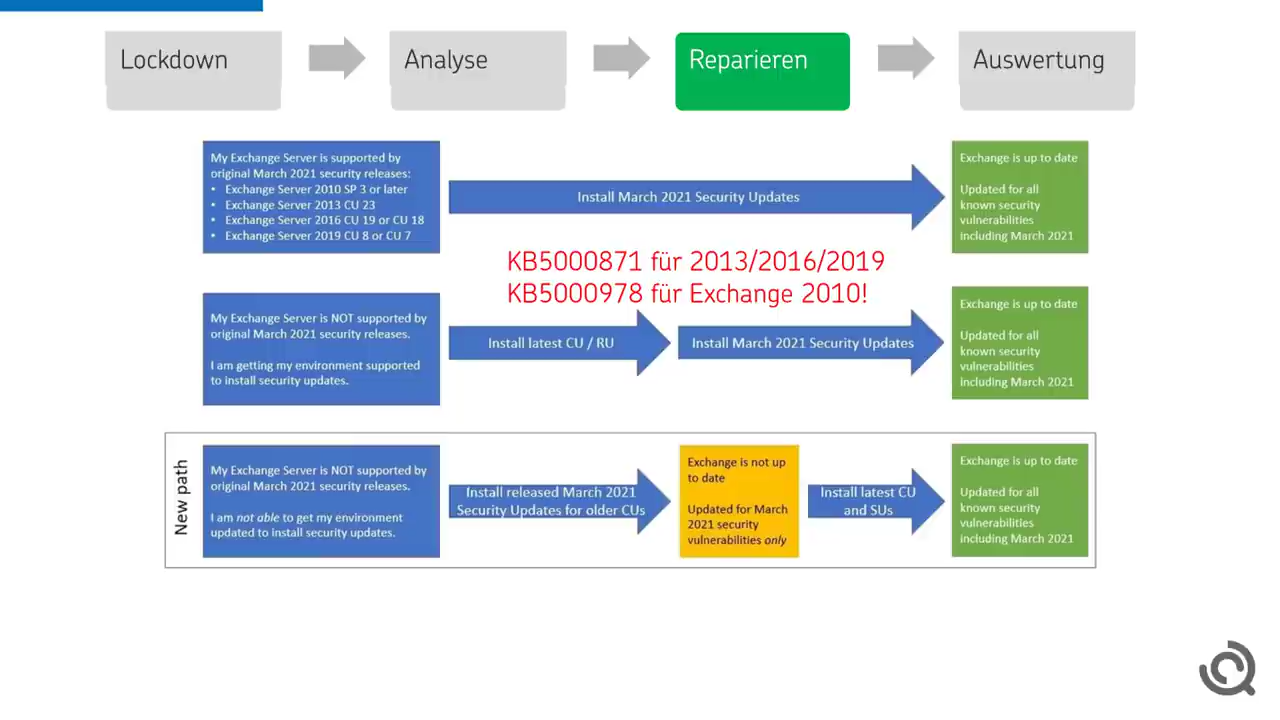 Lockdown
Analyse
Reparieren
Auswertung
My Exchange Server is supported by
original March 2021 security releases:
• Exchange Server 2010 SP 3 or later
• Exchange Server 2013 CU 23
• Exchange Server 2016 CU 19 or CU 18
• Exchange Server 2019 CU 8 or CU 7
Install March 2021 Security Updates
Exchange is up to date
Updated for all
known security
vulnerabilities
including March 2021
KB5000871 für 2013/2016/2019
KB5000978 für Exchange 2010!
My Exchange Server is NOT supported by
original March 2021 security releases.
I am getting my environment supported
to install security updates.
Install latest CU / RU
Install March 2021 Security Updates
Exchange is up to date
Updated for all
known security
vulnerabilities
including March 2021
New path
My Exchange Server is NOT supported by
original March 2021 security releases.
I am not able to get my environment
updated to install security updates.
Install released March 2021
Security Updates for older CUs
Exchange is not up
to date
Updated for March
2021 security
vulnerabilities only
Install latest CU
and SUs
Exchange is up to date
Updated for all
known security
vulnerabilities
including March 2021